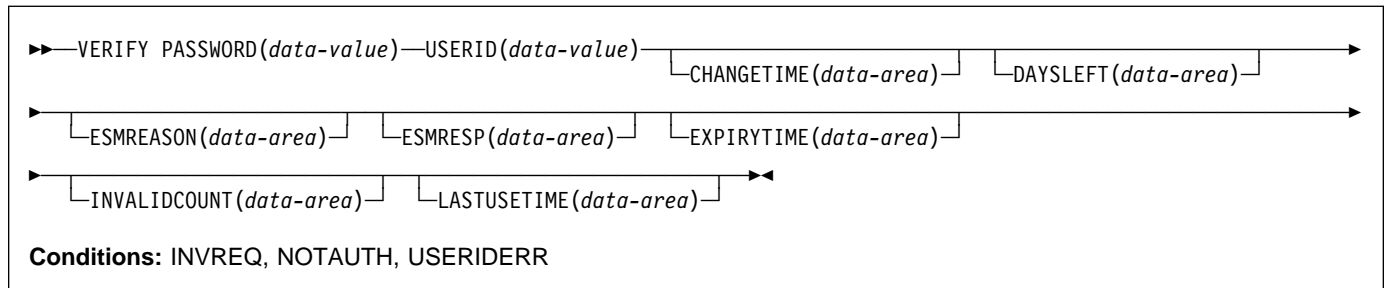 VERIFY PASSWORD(data-value) USERID(data-value)
CHANGETIME(data-area) DAYSLEFT(data-area)
ESMREASON(data-area) ESMRESP(data-area) EXPIRYTIME(data-area)
INVALIDCOUNT(data-area) LASTUSETIME(data-area)
Conditions: INVREQ, NOTAUTH, USERIDERR